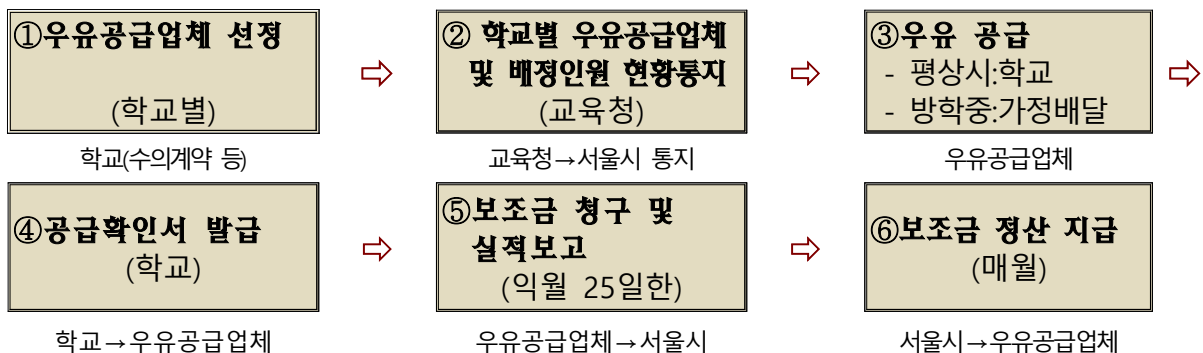 ①우유공급업체 선정
(학교별)
⇨
② 학교별 우유공급업체
및 배정인원 현황통지
(교육청)
⇨
③우유 공급
- 평상시:학교
- 방학중:가정배달
⇨
학교(수의계약 등)
교육청→서울시 통지
우유공급업체
④공급확인서 발급
(학교)
⇨
⑤보조금 청구 및
실적보고
(익월 25일한)
⇨
⑥보조금 정산 지급
(매월)
학교→우유공급업체
우유공급업체→서울시
서울시→우유공급업체